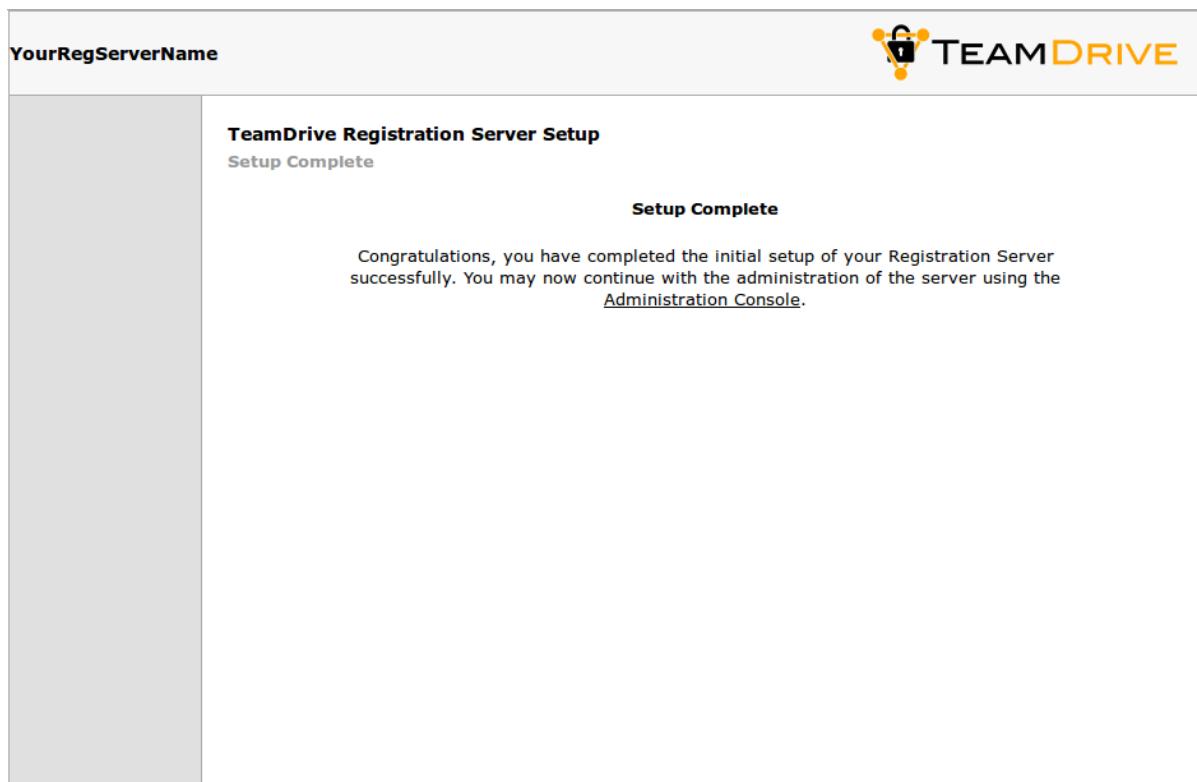 YourRegServerName
TEAMDRIVE
TeamDrive Registration Server Setup
Setup Complete
Setup Complete
Congratulations, you have completed the initial setup of your Registration Server
successfully. You may now continue with the administration of the server using the
Administration Console.